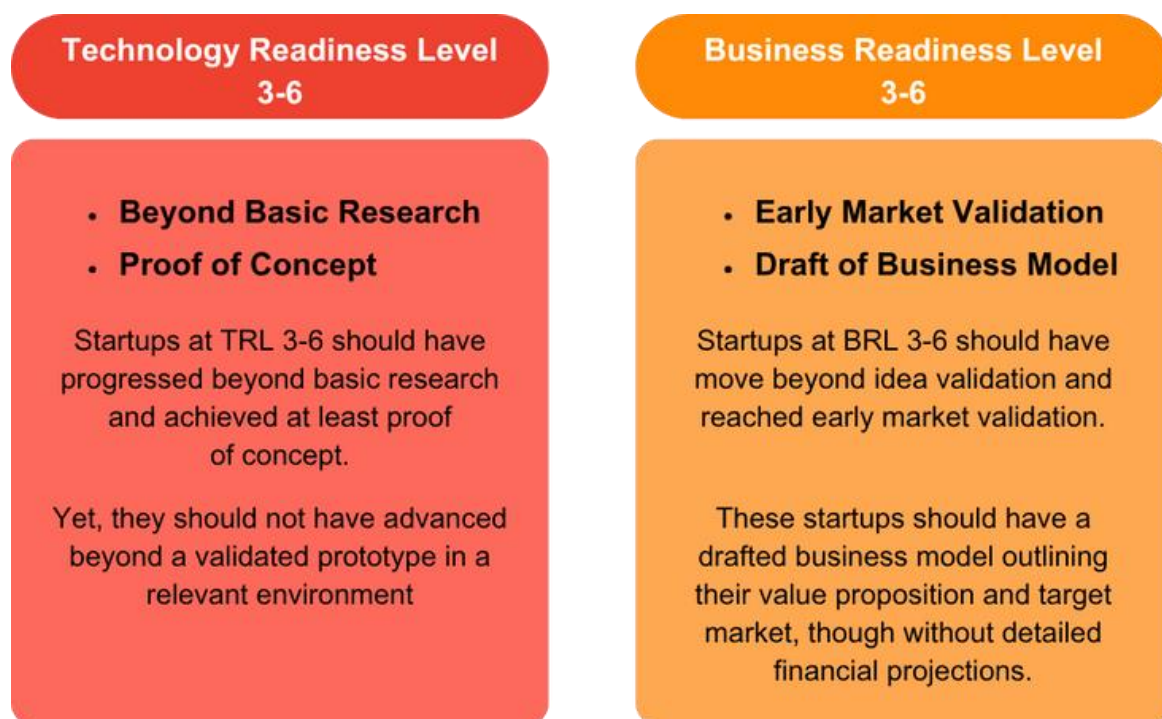 Technology Readiness Level
3-6
• Beyond Basic Research
• Proof of Concept
Startups at TRL 3-6 should have
progressed beyond basic research
and achieved at least proof
of concept.
Yet, they should not have advanced
beyond a validated prototype in a
relevant environment
Business Readiness Level
3-6
• Early Market Validation
• Draft of Business Model
Startups at BRL 3-6 should have
move beyond idea validation and
reached early market validation.
These startups should have a
drafted business model outlining
their value proposition and target
market, though without detailed
financial projections.